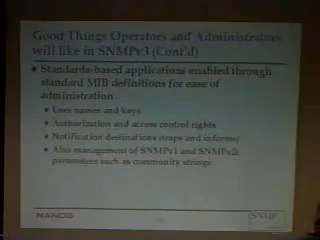 Good Things Operators and Administrators
will like in SNMPv3 (Cont'd)
Standards-based applications enabled through
standard MIB definitions for ease of
administration
User names and keys
Authorization and access control rights
Notification destinations (traps and informs)
Also management of SNMPv1 and SNMPv2c
parameters such as community strings
NANOG
SNMP